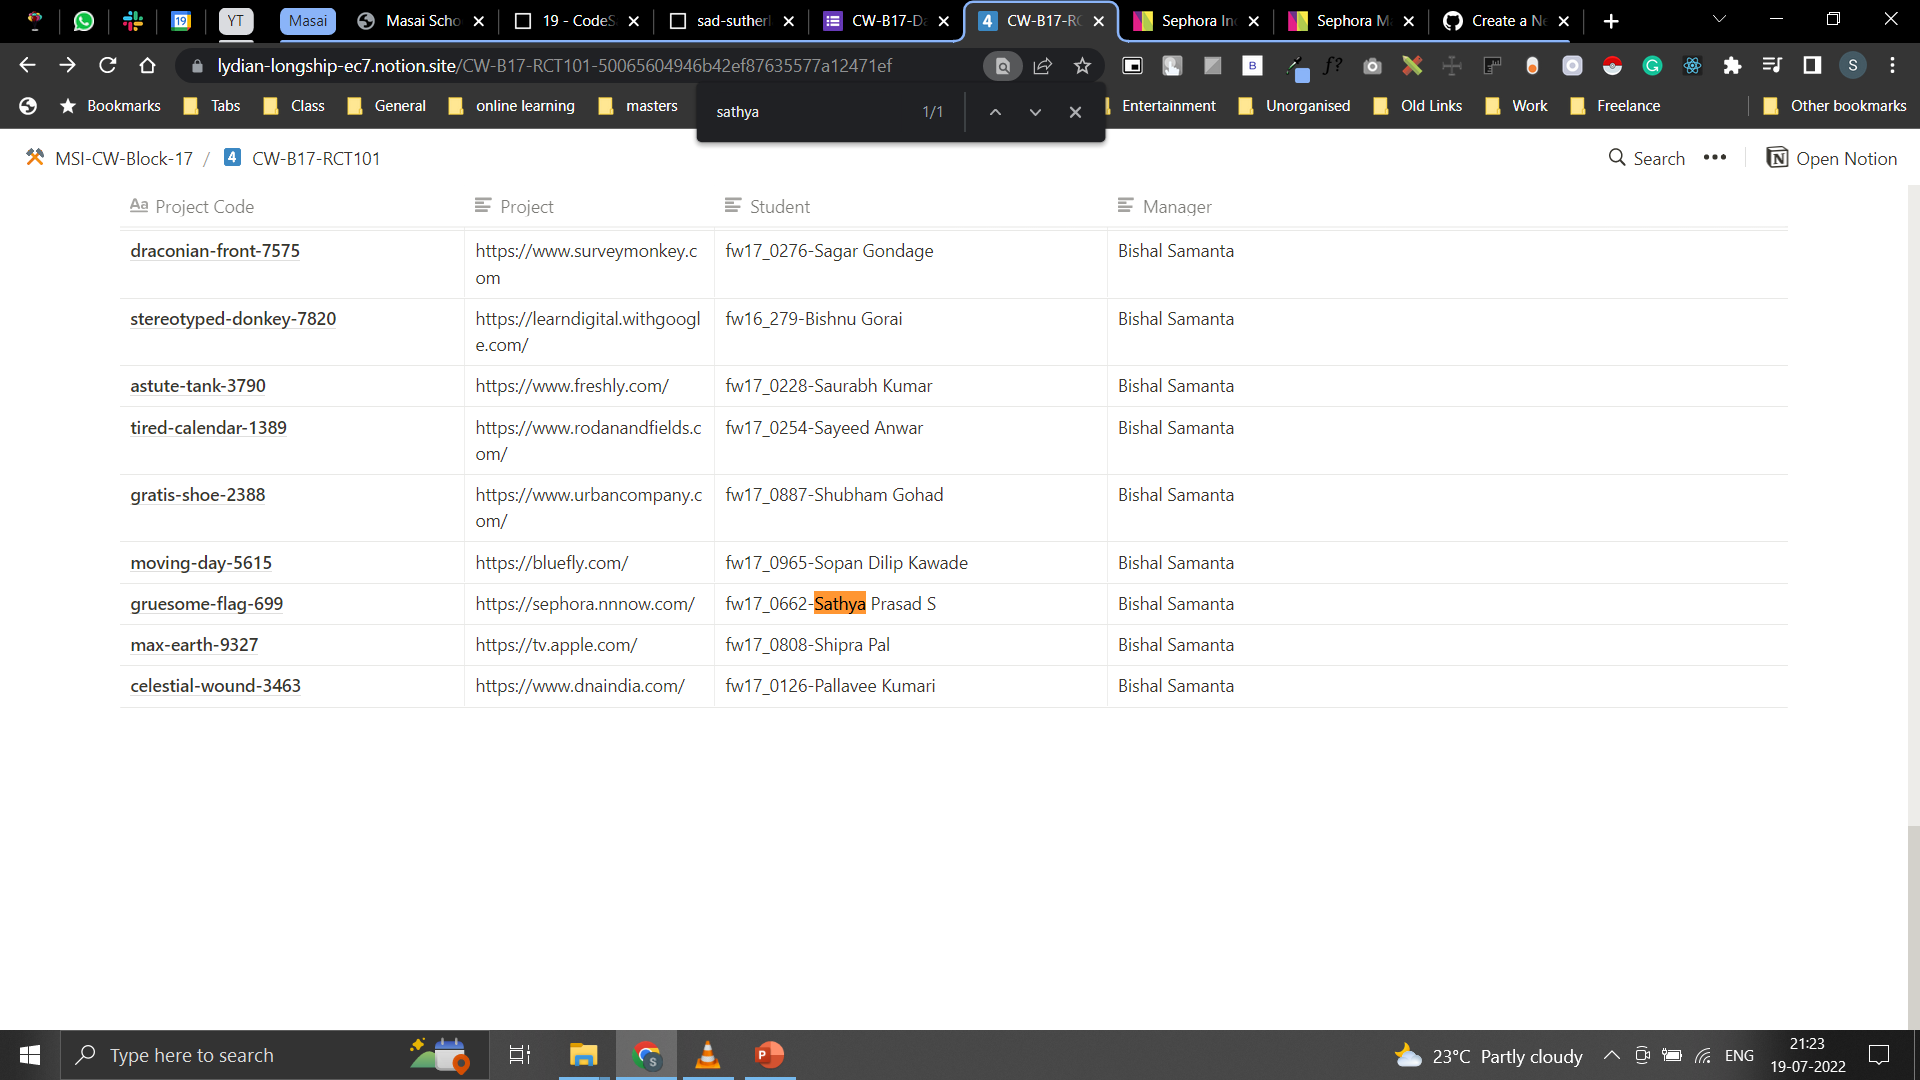 19
YT
Masai
Masai Scho
19 - CodeS
sad-suther
CW-B17-Da
4
CW-B17-RC
Sephora In
Sephora M
Create a Ne
lydian-longship-ec7.notion.site/CW-B17-RCT101-50065604946b42ef87635577a12471ef
B
f?
S
Bookmarks
Tabs
Class
General
online learning
masters
Entertainment
Unorganised
Old Links
Work
Freelance
Other bookmarks
sathya
1/1
MSI-CW-Block-17 / 4 CW-B17-RCT101
Search
Open Notion
Aa Project Code
Project
Student
Manager
draconian-front-7575
https://www.surveymonkey.c
om
fw17_0276-Sagar Gondage
Bishal Samanta
stereotyped-donkey-7820
https://learndigital.withgoogl
e.com/
fw16_279-Bishnu Gorai
Bishal Samanta
astute-tank-3790
https://www.freshly.com/
fw17_0228-Saurabh Kumar
Bishal Samanta
tired-calendar-1389
https://www.rodanandfields.c
om/
fw17_0254-Sayeed Anwar
Bishal Samanta
gratis-shoe-2388
https://www.urbancompany.c
om/
fw17_0887-Shubham Gohad
Bishal Samanta
moving-day-5615
https://bluefly.com/
fw17_0965-Sopan Dilip Kawade
Bishal Samanta
gruesome-flag-699
https://sephora.nnnow.com/
fw17_0662-Sathya Prasad S
Bishal Samanta
max-earth-9327
https://tv.apple.com/
fw17_0808-Shipra Pal
Bishal Samanta
celestial-wound-3463
https://www.dnaindia.com/
fw17_0126-Pallavee Kumari
Bishal Samanta
Type here to search
23°C Partly cloudy
ENG
21:23
19-07-2022